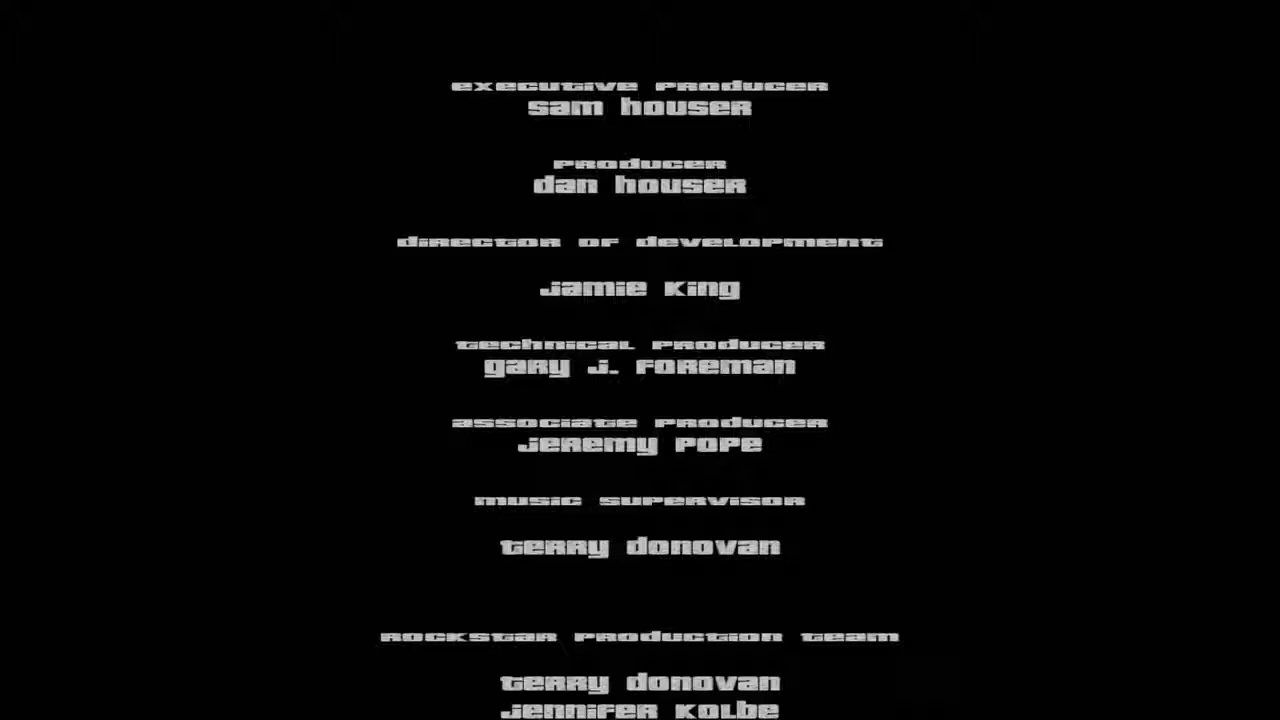 executive producer
sam houser
producer
dan houser
director of development
jamie king
technical producer
gary j. foreman
associate producer
jeremy pope
music supervisor
terry donovan
rockstar production team
terry donovan
jennifer kolbe